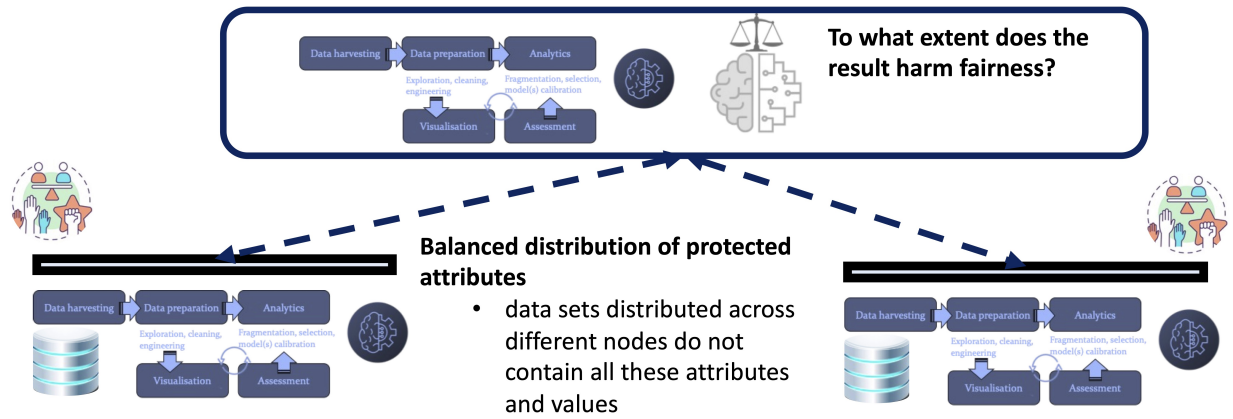 To what extent does the
result harm fairness?
Data harvesting
Data preparation
Analytics
Exploration, cleaning,
engineering
Fragmentation, selection,
model(s) calibration
Visualisation
Assessment
Balanced distribution of protected
attributes
• data sets distributed across
different nodes do not
contain all these attributes
and values
Data harvesting
Data preparation
Analytics
Exploration, cleaning,
engineering
Fragmentation, selection,
model(s) calibration
Visualisation
Assessment
Data harvesting
Data preparation
Analytics
Exploration, cleaning,
engineering
Fragmentation, selection,
model(s) calibration
Visualisation
Assessment